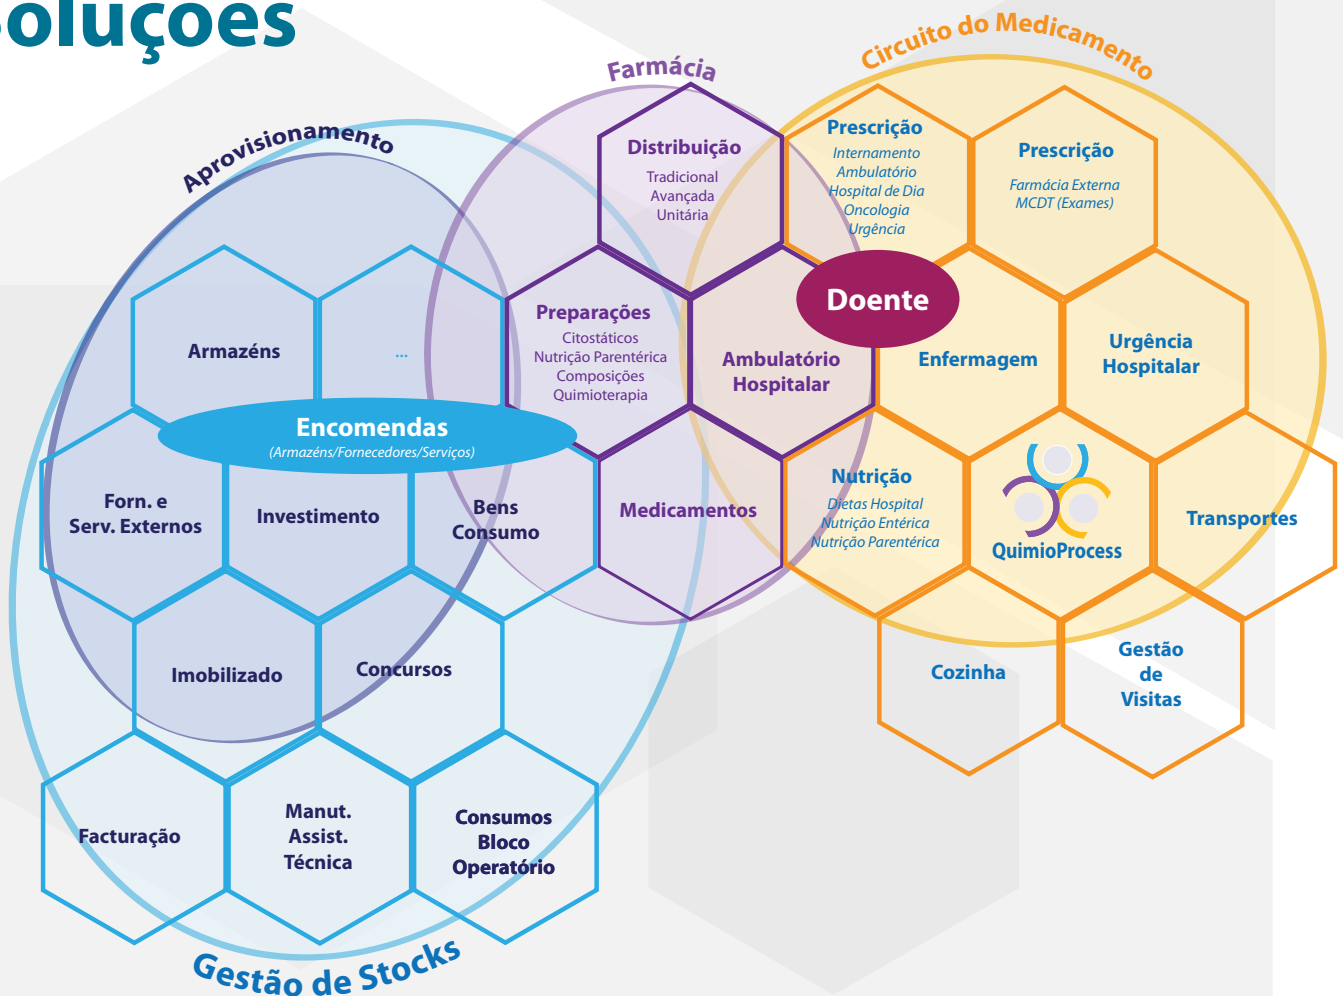 Soluções
Circuito do Medicamento
Farmácia
Aprovisionamento
Distribuição
Tradicional
Avançada
Unitária
Prescrição
Internamento
Ambulatório
Hospital de Dia
Oncologia
Urgência
Prescrição
Farmácia Externa
MCDT (Exames)
Doente
Armazéns
...
Preparações
Citostáticos
Nutrição Parentérica
Composições
Quimioterapia
Ambulatório
Hospitalar
Enfermagem
Urgência
Hospitalar
Encomendas
(Armazéns/Fornecedores/Serviços)
Forn. e
Serv. Externos
Investimento
Bens
Consumo
Medicamentos
Nutrição
Dietas Hospital
Nutrição Entérica
Nutrição Parentérica
QuimioProcess
Transportes
Imobilizado
Concursos
Cozinha
Gestão
de
Visitas
Facturação
Manut.
Assist.
Técnica
Consumos
Bloco
Operatório
Gestão de Stocks